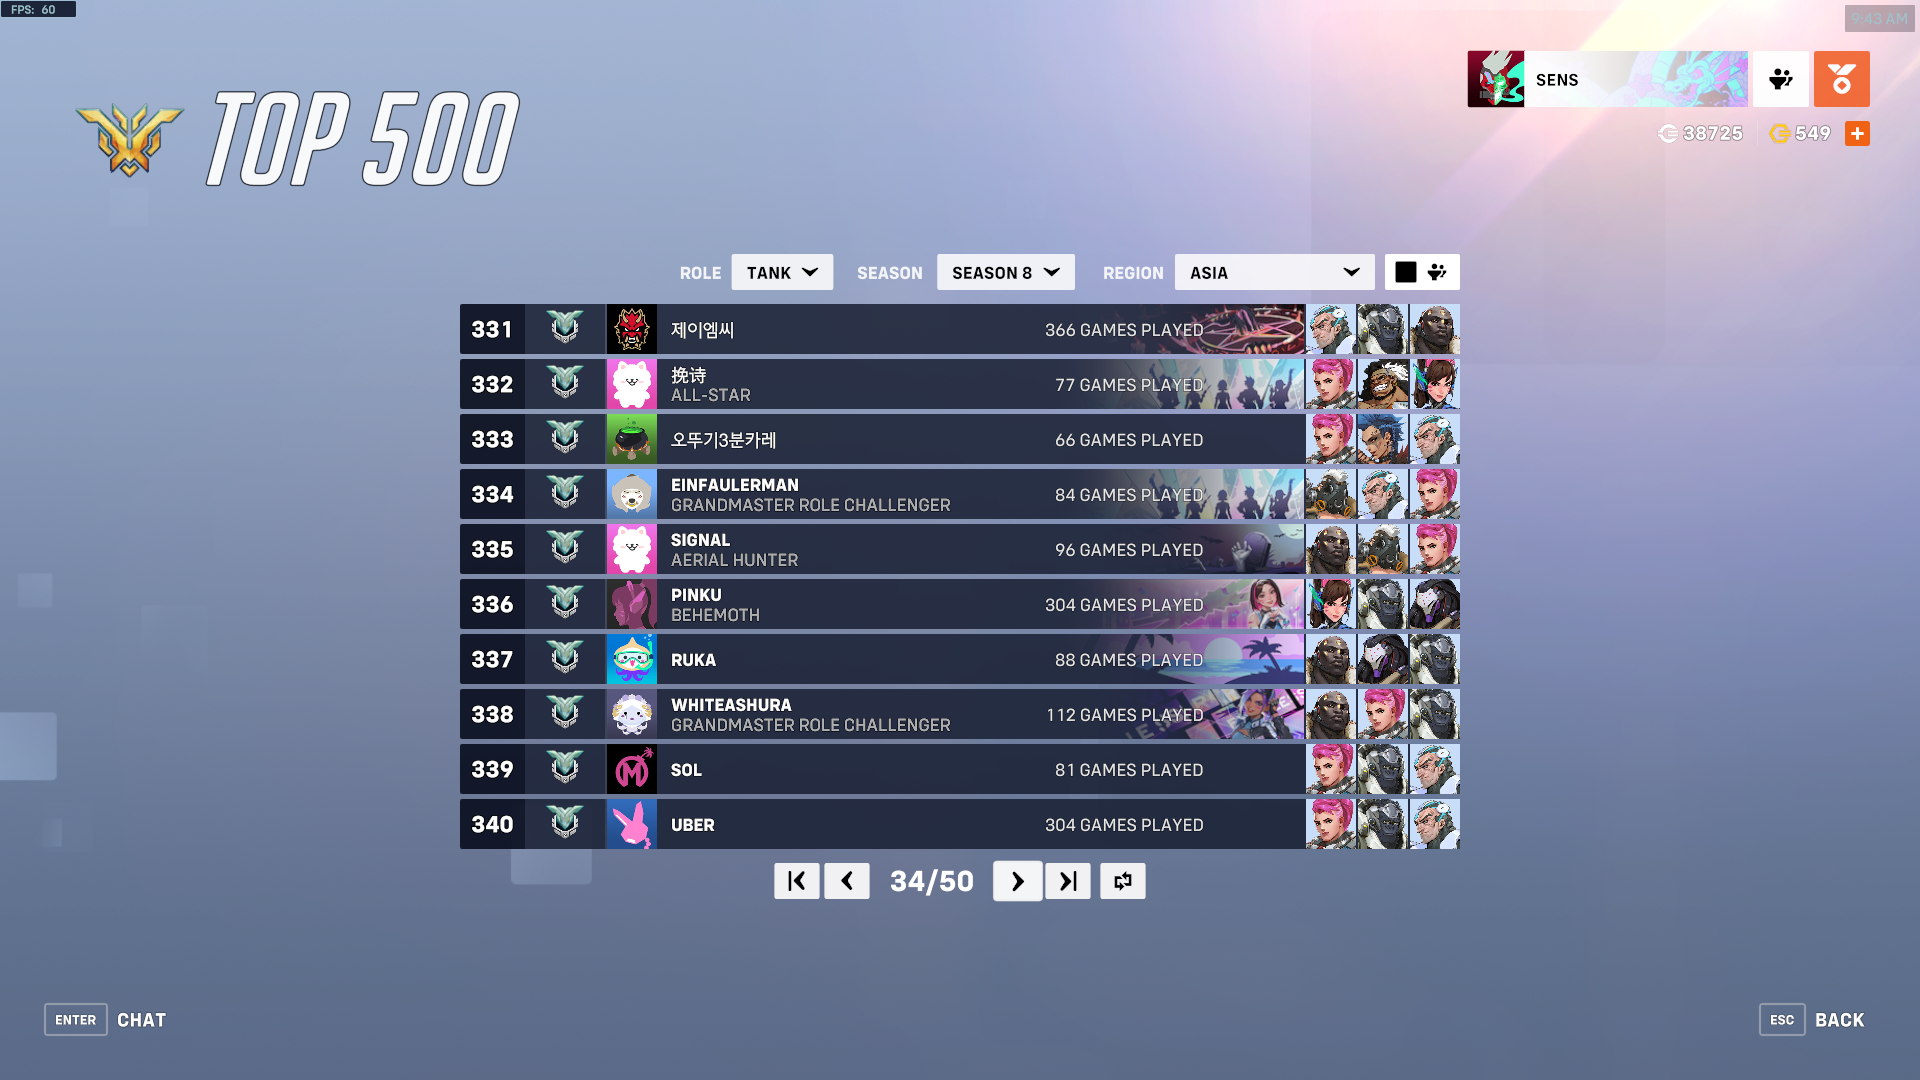 FPS: 60
9:43 AM
TOP 500
SENS
38725
549
ROLE TANK SEASON SEASON 8 REGION ASIA
331 제이엠씨 366 GAMES PLAYED
332 挽诗 77 GAMES PLAYED
ALL-STAR
333 오뚜기3분카레 66 GAMES PLAYED
334 EINFAULERMAN 84 GAMES PLAYED
GRANDMASTER ROLE CHALLENGER
335 SIGNAL 96 GAMES PLAYED
AERIAL HUNTER
336 PINKU 304 GAMES PLAYED
BEHEMOTH
337 RUKA 88 GAMES PLAYED
338 WHITEASHURA 112 GAMES PLAYED
GRANDMASTER ROLE CHALLENGER
339 SOL 81 GAMES PLAYED
340 UBER 304 GAMES PLAYED
34/50
ENTER CHAT
ESC BACK